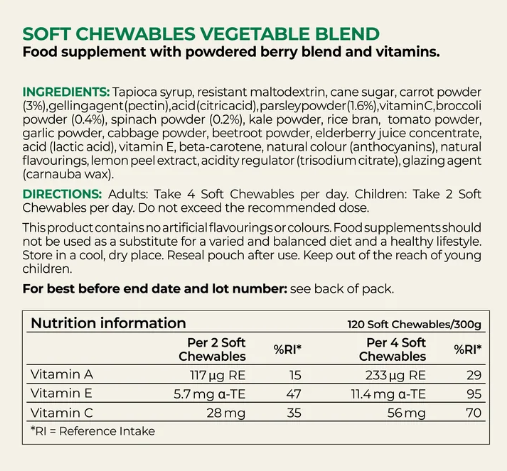 SOFT CHEWABLES VEGETABLE BLEND
Food supplement with powdered berry blend and vitamins.
INGREDIENTS: Tapioca syrup, resistant maltodextrin, cane sugar, carrot powder
(3%), gelling agent (pectin), acid (citric acid), parsley powder (1.6%), vitamin C, broccoli
powder (0.4%), spinach powder (0.2%), kale powder, rice bran, tomato powder,
garlic powder, cabbage powder, beetroot powder, elderberry juice concentrate,
acid (lactic acid), vitamin E, beta-carotene, natural colour (anthocyanins), natural
flavourings, lemon peel extract, acidity regulator (trisodium citrate), glazing agent
(carnauba wax).
DIRECTIONS: Adults: Take 4 Soft Chewables per day. Children: Take 2 Soft
Chewables per day. Do not exceed the recommended dose.
This product contains no artificial flavourings or colours. Food supplements should
not be used as a substitute for a varied and balanced diet and a healthy lifestyle.
Store in a cool, dry place. Reseal pouch after use. Keep out of the reach of young
children.
For best before end date and lot number: see back of pack.
Nutrition information 120 Soft Chewables/300g
Per 2 Soft Chewables %RI* Per 4 Soft Chewables %RI*
Vitamin A 117 µg RE 15 233 µg RE 29
Vitamin E 5.7 mg α-TE 47 11.4 mg α-TE 95
Vitamin C 28 mg 35 56 mg 70
*RI = Reference Intake